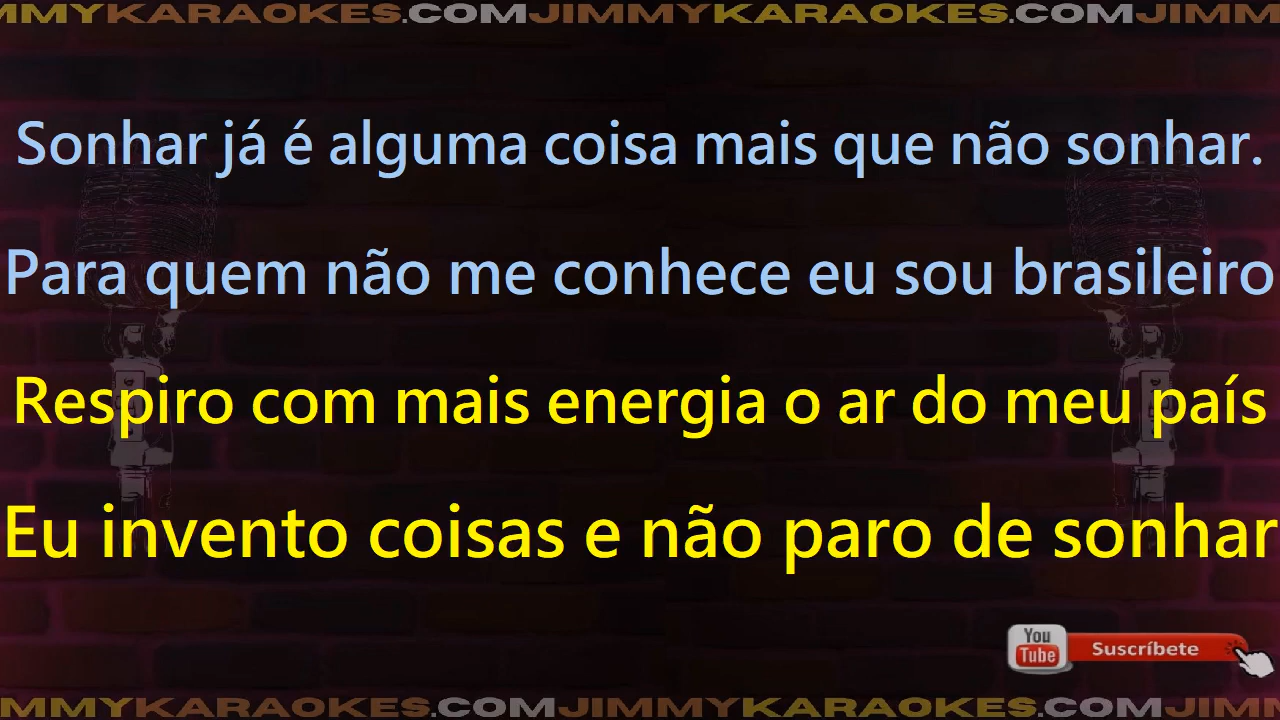 MMYKARAOKES.COMJIMMYKARAOKES.COMJIMM
Sonhar já é alguma coisa mais que não sonhar.
Para quem não me conhece eu sou brasileiro
Respiro com mais energia o ar do meu país
Eu invento coisas e não paro de sonhar
You
Tube
Suscríbete
MMYKARAOKES.COMJIMMYKARAOKES.COMJIMM